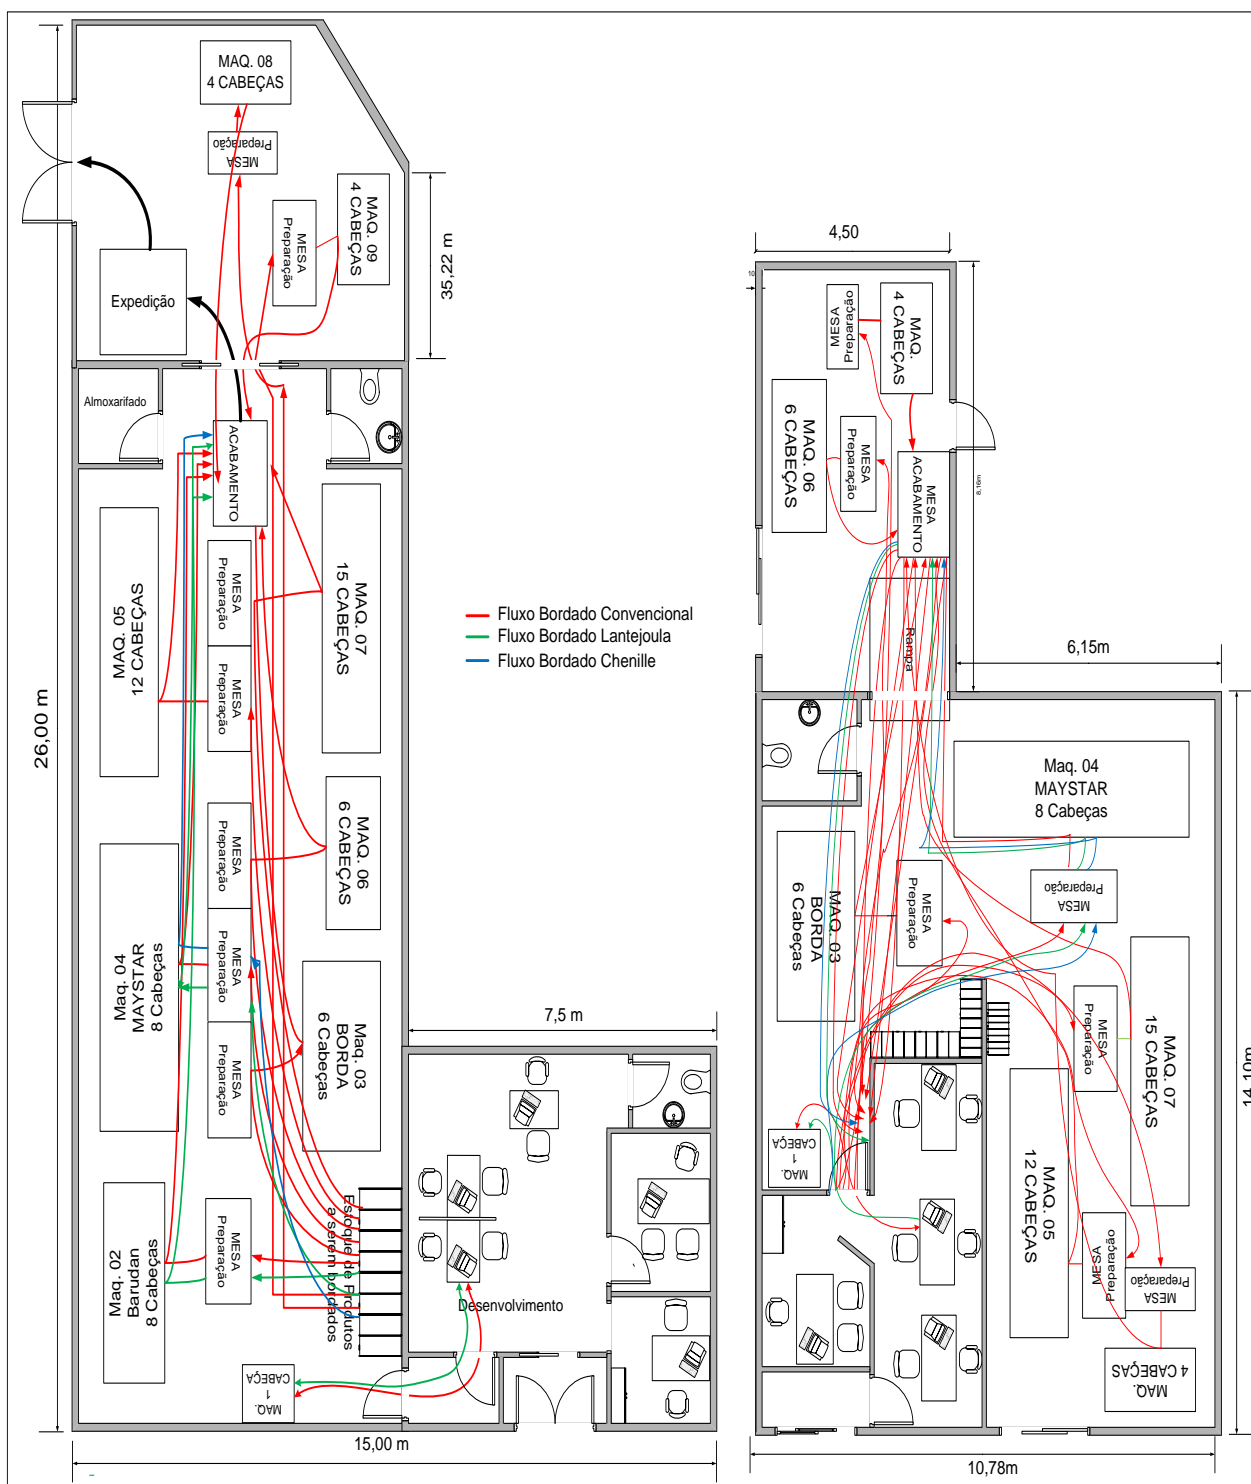 MAQ. 08
4 CABEÇAS
MESA
Preparação
MAQ. 09
4 CABEÇAS
MESA
Preparação
35,22 m
Expedição
Almoxarifado
ACABAMENTO
MAQ. 05
12 CABEÇAS
MESA
Preparação
MESA
Preparação
MAQ. 07
15 CABEÇAS
26,00 m
MAQ. 06
6 CABEÇAS
MESA
Preparação
Maq. 04
MAYSTAR
8 Cabeças
MESA
Preparação
MESA
Preparação
Maq. 03
BORDA
6 Cabeças
Maq. 02
Barudan
8 Cabeças
MESA
Preparação
Estoque de Produtos
a serem bordados
MAQ.
1
CABEÇA
Desenvolvimento
7,5 m
15,00 m
Fluxo Bordado Convencional
Fluxo Bordado Lantejoula
Fluxo Bordado Chenille
4,50
10
MESA
Preparação
MAQ.
4 CABEÇAS
MAQ. 06
6 CABEÇAS
MESA
Preparação
MESA
ACABAMENTO
8,16m
Rampa
6,15m
Maq. 04
MAYSTAR
8 Cabeças
MAQ. 03
BORDA
6 Cabeças
MESA
Preparação
MESA
Preparação
MAQ. 07
15 CABEÇAS
MESA
Preparação
14,10m
MAQ. 05
12 CABEÇAS
MAQ.
1
CABEÇA
MESA
Preparação
MESA
Preparação
MAQ.
4 CABEÇAS
10,78m